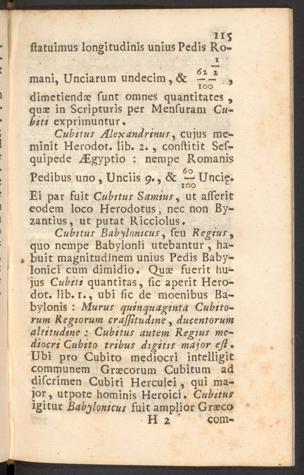 115
statuimus longitudinis unius Pedis Ro-
mani, Unciarum undecim, & 62 1/2 / 100,
dimetiendæ sunt omnes quantitates,
quæ in Scripturis per Mensuram Cu-
biti exprimuntur.
Cubitus Alexandrinus, cujus me-
minit Herodot. lib. 2., constitit Ses-
quipede Ægyptio : nempe Romanis
Pedibus uno, Unciis 9., & 60/100 Uncię.
Ei par fuit Cubitus Samius, ut asserit
eodem loco Herodotus, nec non By-
zantius, ut putat Ricciolus.
Cubitus Babylonicus, seu Regius,
quo nempe Babylonii utebantur, ha-
buit magnitudinem unius Pedis Baby-
lonici cum dimidio. Quæ fuerit hu-
jus Cubiti quantitas, sic aperit Hero-
dot. lib. 1., ubi sic de moenibus Ba-
bylonis : Murus quinquaginta Cubito-
rum Regiorum crassitudine, ducentorum
altitudine : Cubitus autem Regius me-
diocri Cubito tribus digitis major est.
Ubi pro Cubito mediocri intelligit
communem Græcorum Cubitum ad
discrimen Cubiti Herculei, qui ma-
jor, utpote hominis Heroici. Cubitus
igitur Babylonicus fuit amplior Græco
H 2 com-